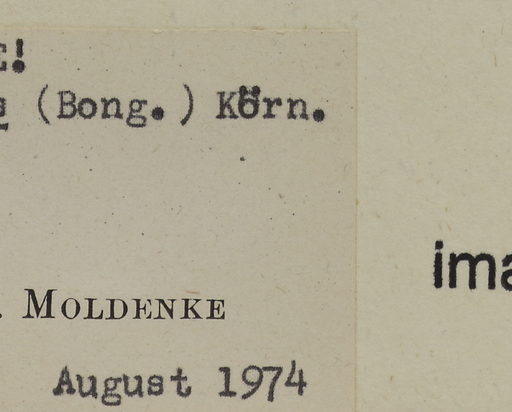 E!
(Bong.) Körn.
ima
. MOLDENKE
August 1974